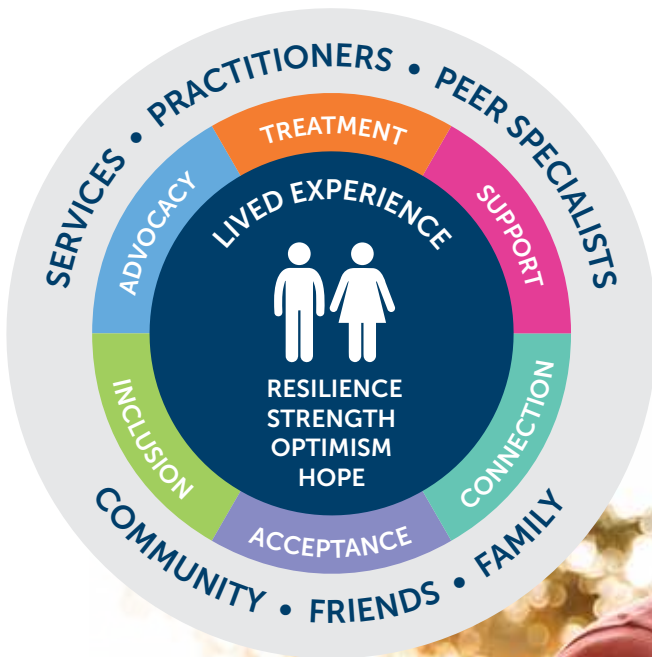 SERVICES • PRACTITIONERS • PEER SPECIALISTS
ADVOCACY
TREATMENT
SUPPORT
LIVED EXPERIENCE
RESILIENCE
STRENGTH
OPTIMISM
HOPE
INCLUSION
ACCEPTANCE
CONNECTION
COMMUNITY • FRIENDS • FAMILY